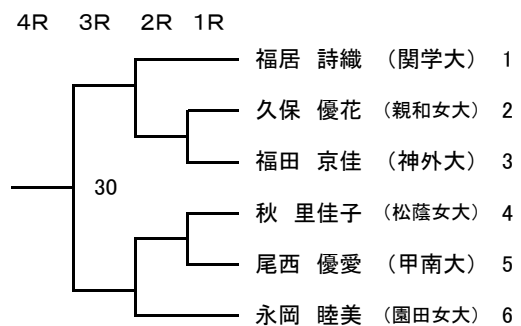 4R 3R 2R 1R
福居 詩織 (関学大) 1
久保 優花 (親和女大) 2
福田 京佳 (神外大) 3
30
秋 里佳子 (松蔭女大) 4
尾西 優愛 (甲南大) 5
永岡 睦美 (園田女大) 6